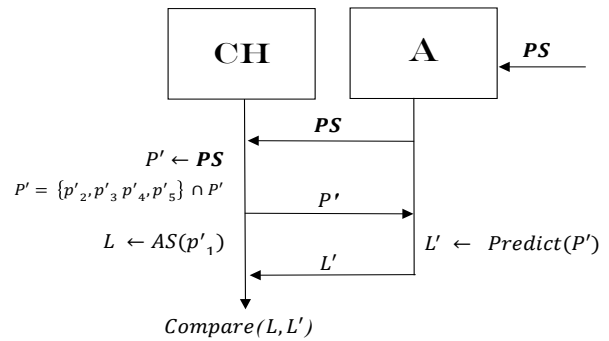 CH
A
PS
PS
P′ ← PS
P′ = {p′₂, p′₃ p′₄, p′₅} ∩ P′
P′
L ← AS(p′₁)
L′ ← Predict(P′)
L′
Compare(L, L′)